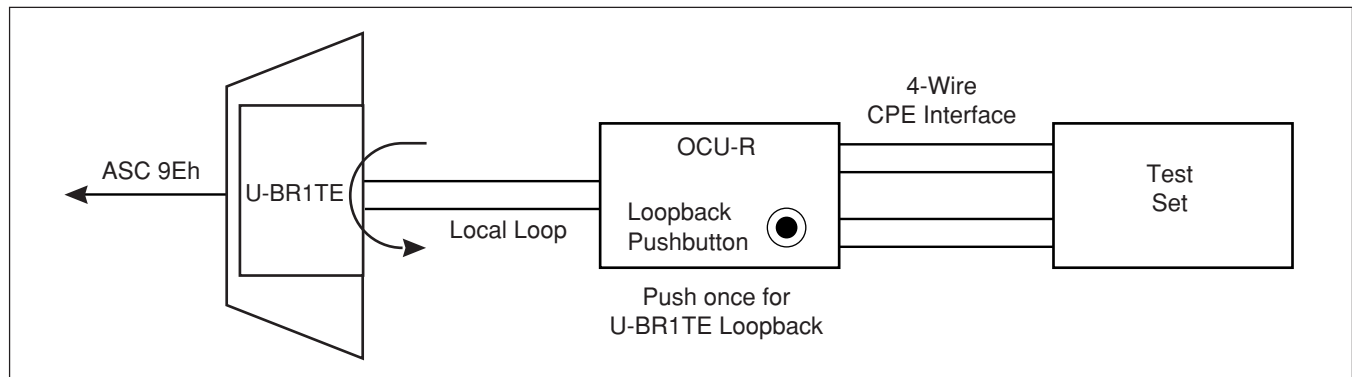 4-Wire
CPE Interface
ASC 9Eh
U-BR1TE
Local Loop
OCU-R
Loopback
Pushbutton
Test
Set
Push once for
U-BR1TE Loopback